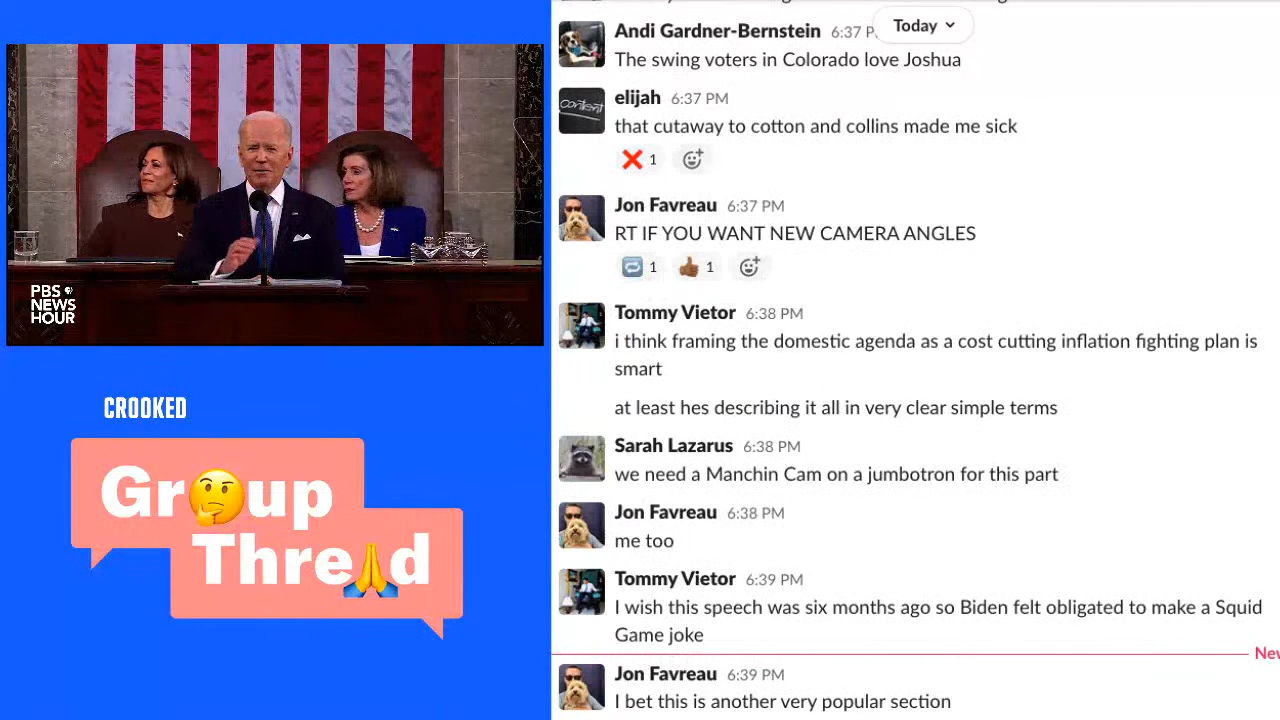 PBS
NEWS
HOUR
CROOKED
Gr🤔up
Thre🙏d
Today
Andi Gardner-Bernstein 6:37 P
The swing voters in Colorado love Joshua
elijah 6:37 PM
content
that cutaway to cotton and collins made me sick
1
Jon Favreau 6:37 PM
RT IF YOU WANT NEW CAMERA ANGLES
1 1
Tommy Vietor 6:38 PM
i think framing the domestic agenda as a cost cutting inflation fighting plan is
smart
at least hes describing it all in very clear simple terms
Sarah Lazarus 6:38 PM
we need a Manchin Cam on a jumbotron for this part
Jon Favreau 6:38 PM
me too
Tommy Vietor 6:39 PM
I wish this speech was six months ago so Biden felt obligated to make a Squid
Game joke
New
Jon Favreau 6:39 PM
I bet this is another very popular section